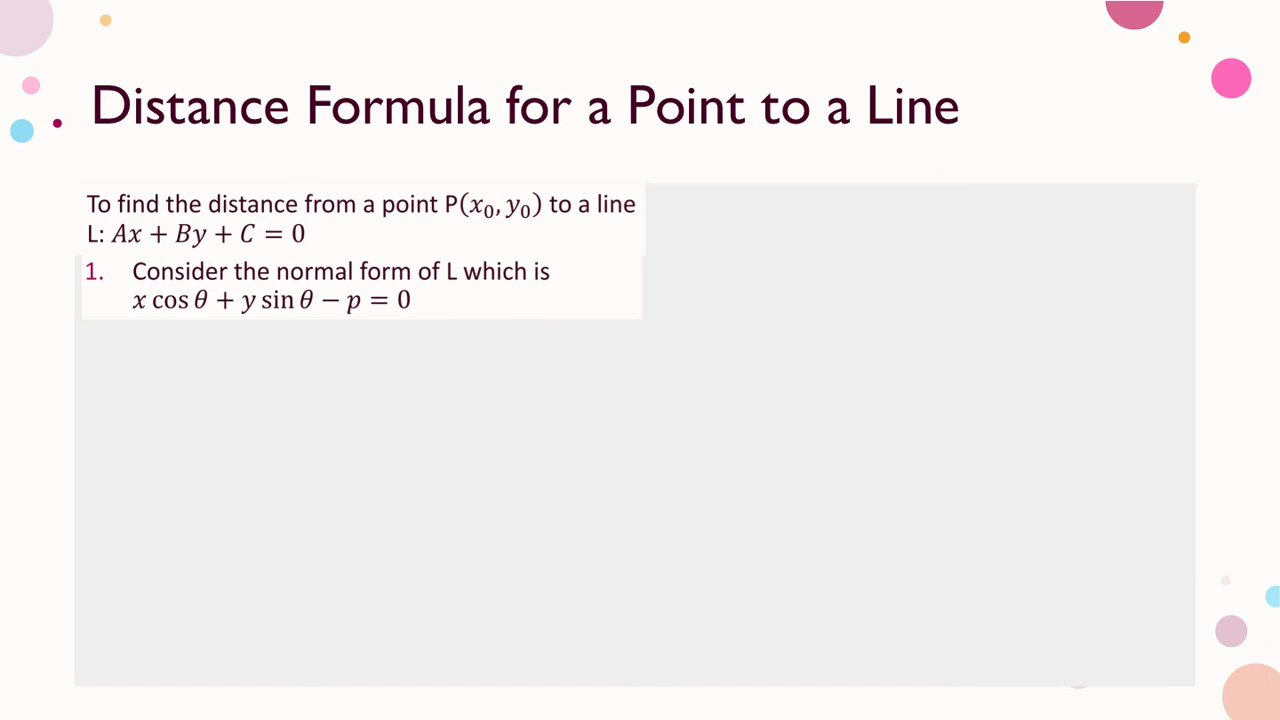 Distance Formula for a Point to a Line
To find the distance from a point P(x₀, y₀) to a line
L: Ax + By + C = 0
1. Consider the normal form of L which is
x cos θ + y sin θ − p = 0